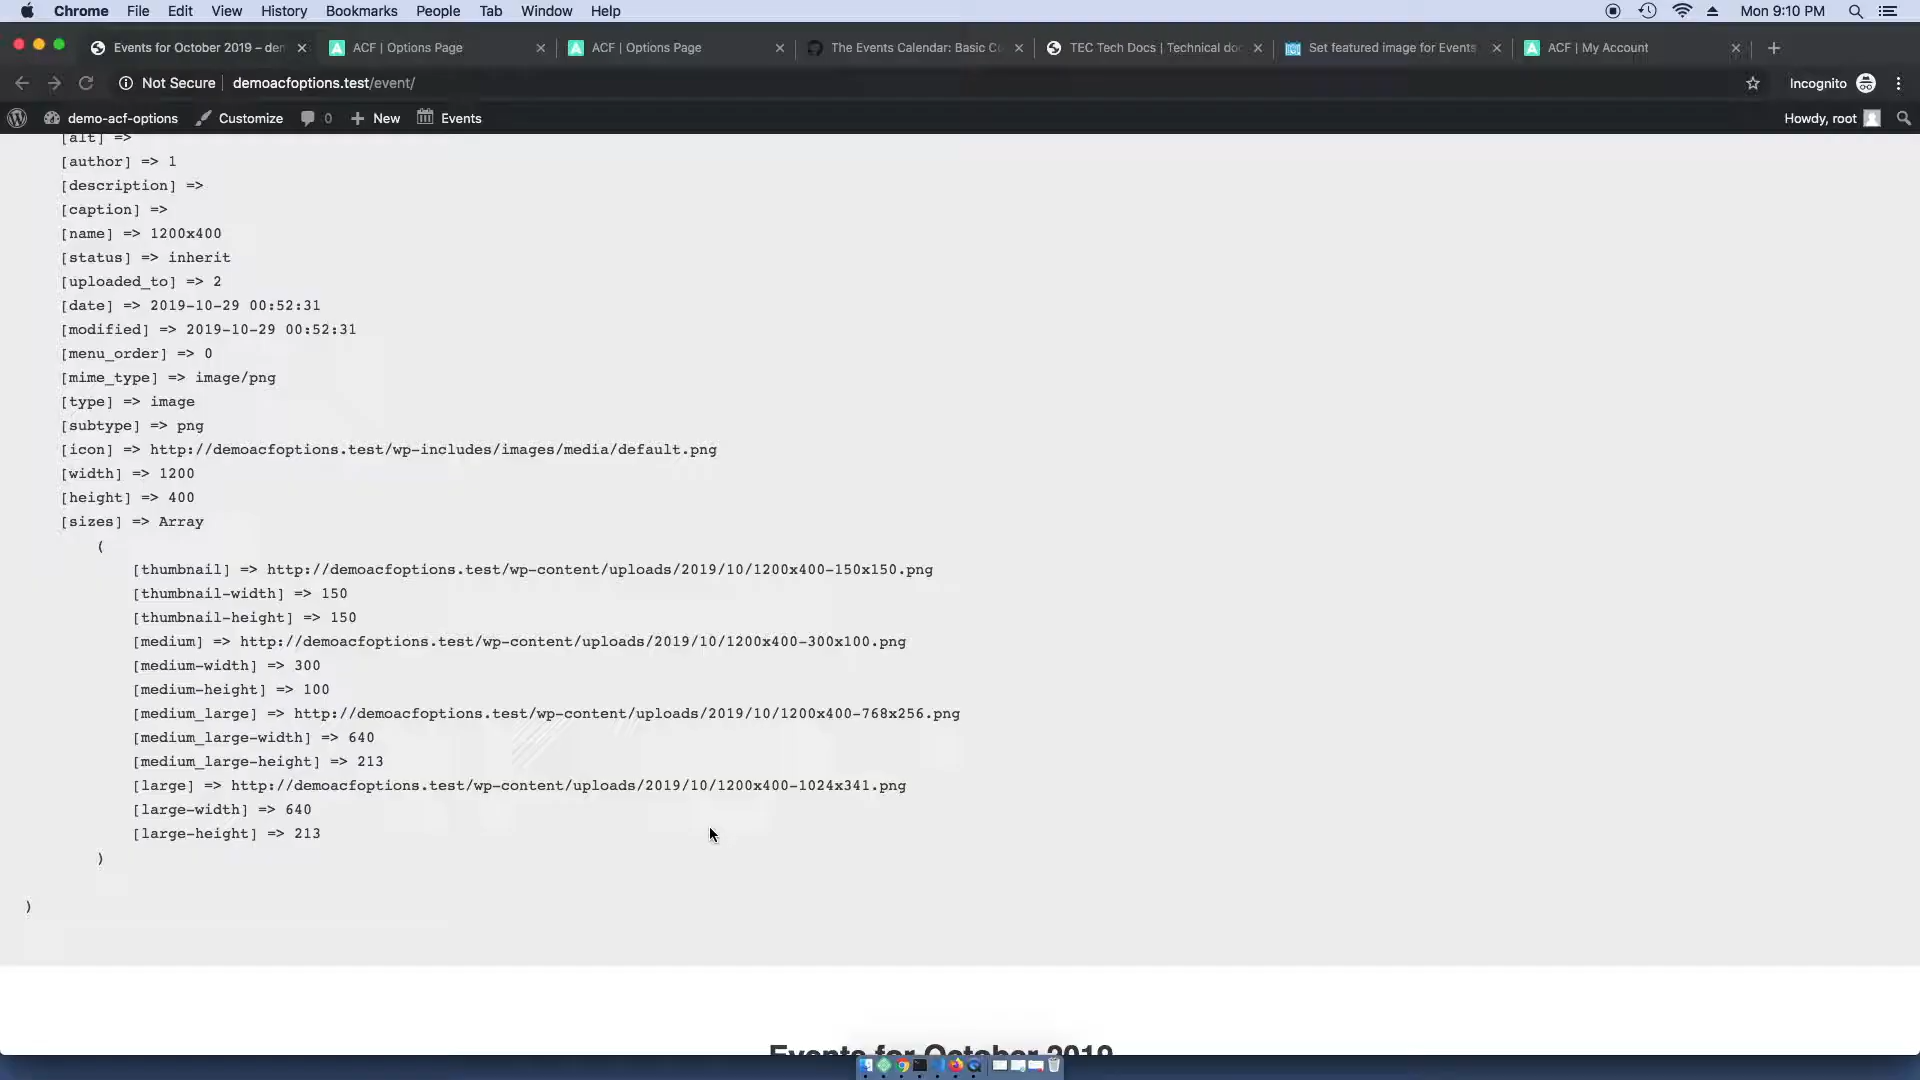 Chrome File Edit View History Bookmarks People Tab Window Help Mon 9:10 PM
Events for October 2019 – den ACF | Options Page ACF | Options Page The Events Calendar: Basic C TEC Tech Docs | Technical do Set featured image for Events ACF | My Account
Not Secure demoacfoptions.test/event/ Incognito
demo-acf-options Customize 0 New Events Howdy, root
[alt] =>
[author] => 1
[description] =>
[caption] =>
[name] => 1200x400
[status] => inherit
[uploaded_to] => 2
[date] => 2019-10-29 00:52:31
[modified] => 2019-10-29 00:52:31
[menu_order] => 0
[mime_type] => image/png
[type] => image
[subtype] => png
[icon] => http://demoacfoptions.test/wp-includes/images/media/default.png
[width] => 1200
[height] => 400
[sizes] => Array
(
[thumbnail] => http://demoacfoptions.test/wp-content/uploads/2019/10/1200x400-150x150.png
[thumbnail-width] => 150
[thumbnail-height] => 150
[medium] => http://demoacfoptions.test/wp-content/uploads/2019/10/1200x400-300x100.png
[medium-width] => 300
[medium-height] => 100
[medium_large] => http://demoacfoptions.test/wp-content/uploads/2019/10/1200x400-768x256.png
[medium_large-width] => 640
[medium_large-height] => 213
[large] => http://demoacfoptions.test/wp-content/uploads/2019/10/1200x400-1024x341.png
[large-width] => 640
[large-height] => 213
)
)
Events for October 2019